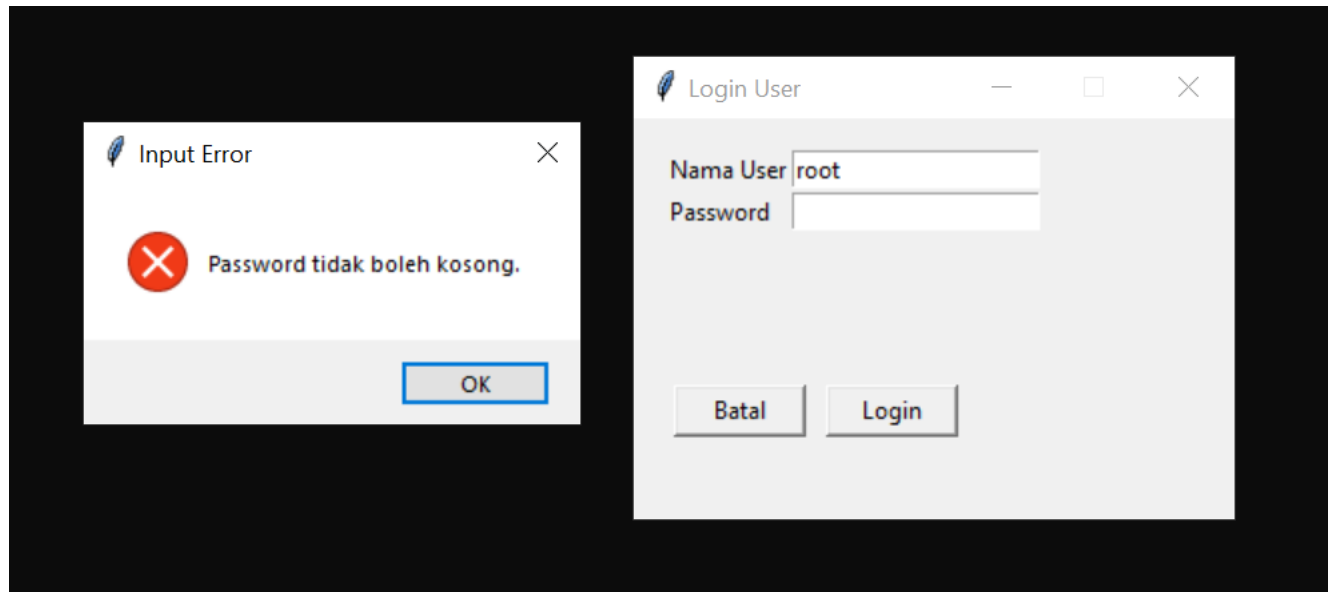 Input Error
Password tidak boleh kosong.
OK
Login User
Nama User root
Password
Batal Login